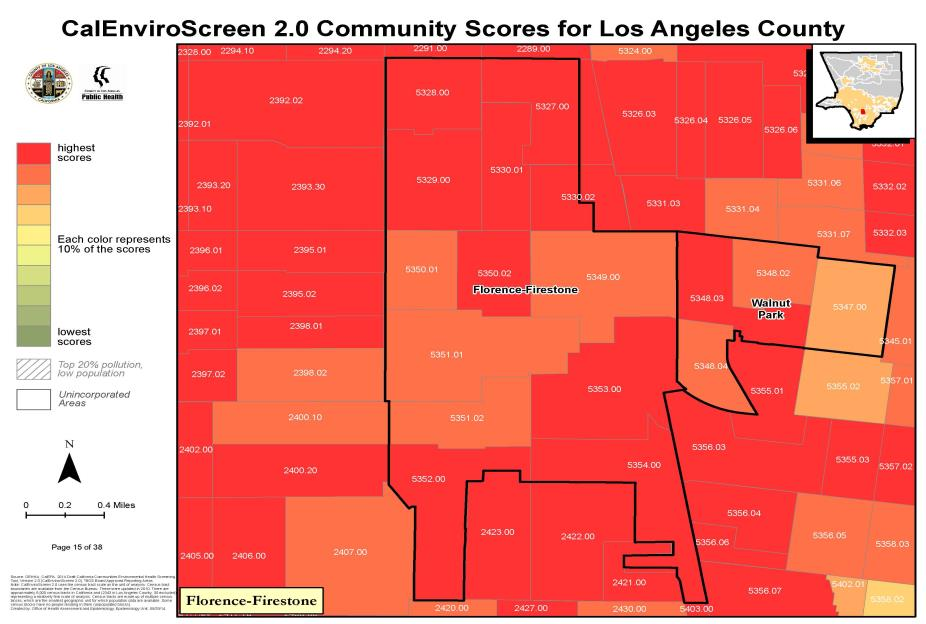 CalEnviroScreen 2.0 Community Scores for Los Angeles County
Public Health
highest
scores
Each color represents
10% of the scores
lowest
scores
Top 20% pollution,
low population
Unincorporated
Areas
N
0 0.2 0.4 Miles
Page 15 of 38
2328.00 2294.10 2294.20 2291.00 2289.00 5324.00
2392.02 5328.00 5327.00 5326.03 5326.04 5326.05 5326.06
2392.01
2393.20 2393.30 5329.00 5330.01 5330.02 5331.03 5331.04 5331.06 5332.02
2393.10
5331.07 5332.03
2396.01 2395.01
5350.01 5350.02 5349.00 5348.02
Florence-Firestone
2396.02 2395.02 5348.03 Walnut
Park 5347.00
2397.01 2398.01
5345.01
5351.01 5348.04
2397.02 2398.02 5353.00 5355.01 5355.02 5357.01
2400.10 5351.02
2402.00 5356.03 5355.03 5357.02
2400.20 5352.00 5354.00
5356.04
2423.00 2422.00 5356.06 5356.05 5358.03
2405.00 2406.00 2407.00
2421.00 5356.07 5402.01
5358.02
Florence-Firestone
2420.00 2427.00 2430.00 5403.00